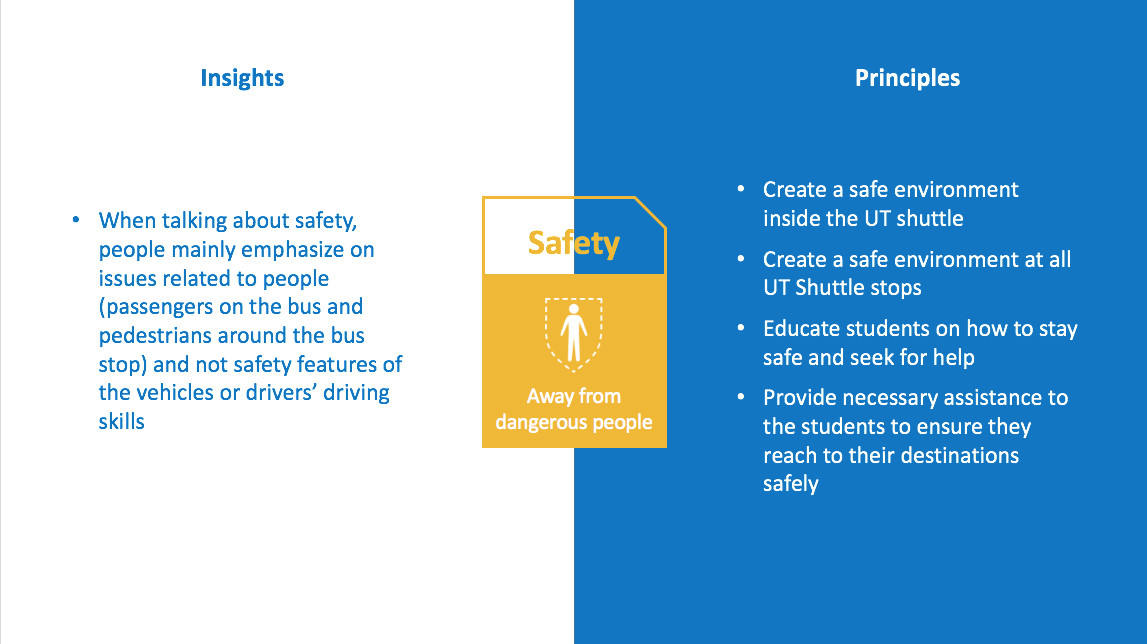 Insights
• When talking about safety,
people mainly emphasize on
issues related to people
(passengers on the bus and
pedestrians around the bus
stop) and not safety features of
the vehicles or drivers’ driving
skills
Safety
Away from
dangerous people
Principles
• Create a safe environment
inside the UT shuttle
• Create a safe environment at all
UT Shuttle stops
• Educate students on how to stay
safe and seek for help
• Provide necessary assistance to
the students to ensure they
reach to their destinations
safely